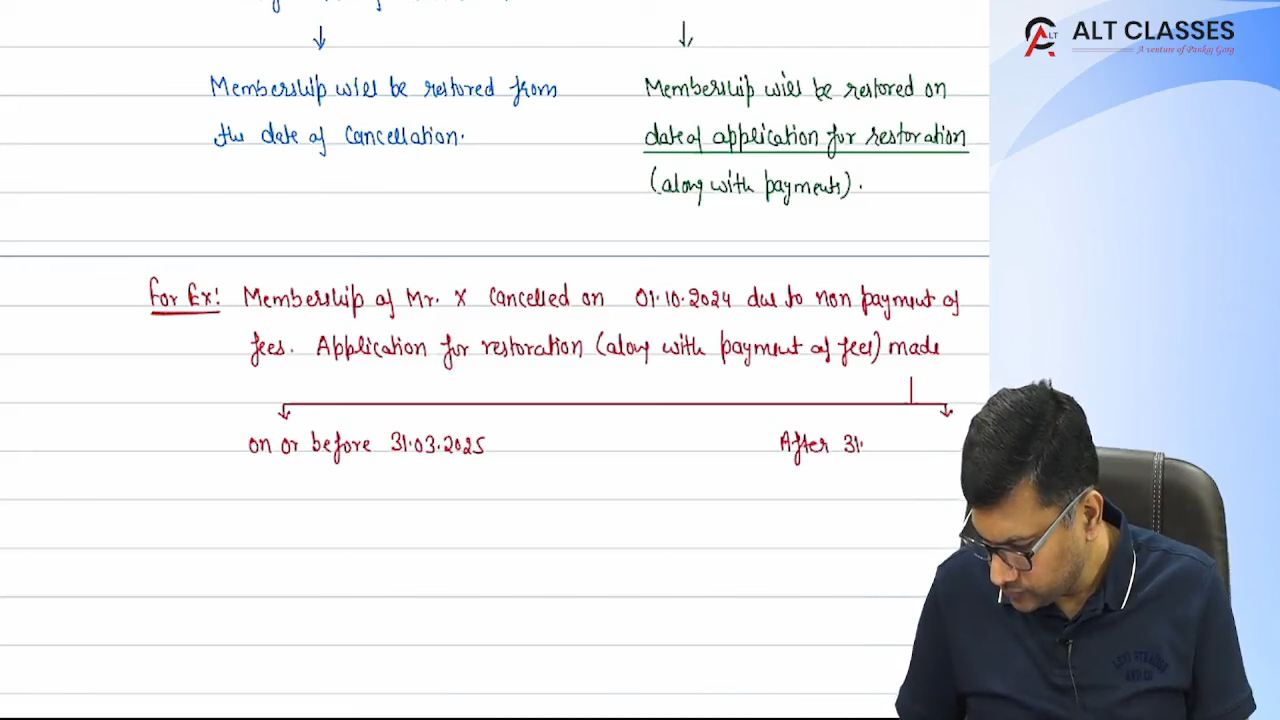 ALT CLASSES
A venture of Pankaj Garg
Membership will be restored from
the date of cancellation.
Membership will be restored on
date of application for restoration
(along with payments).
For Ex: Membership of Mr. X cancelled on 01.10.2024 due to non payment of
fees. Application for restoration (along with payment of fees) made
on or before 31.03.2025
After 31.